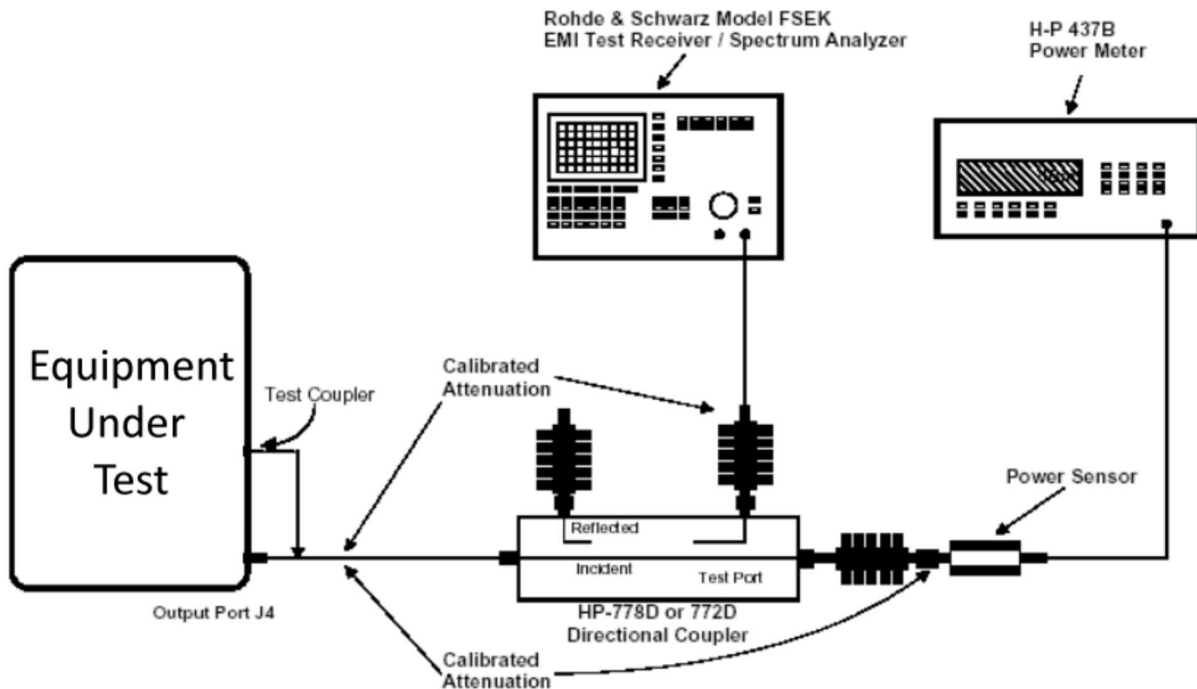 Rohde & Schwarz Model FSEK
EMI Test Receiver / Spectrum Analyzer
H-P 437B
Power Meter
Equipment
Under
Test
Test Coupler
Calibrated
Attenuation
Power Sensor
Reflected
Incident
Test Port
Output Port J4
HP-778D or 772D
Directional Coupler
Calibrated
Attenuation